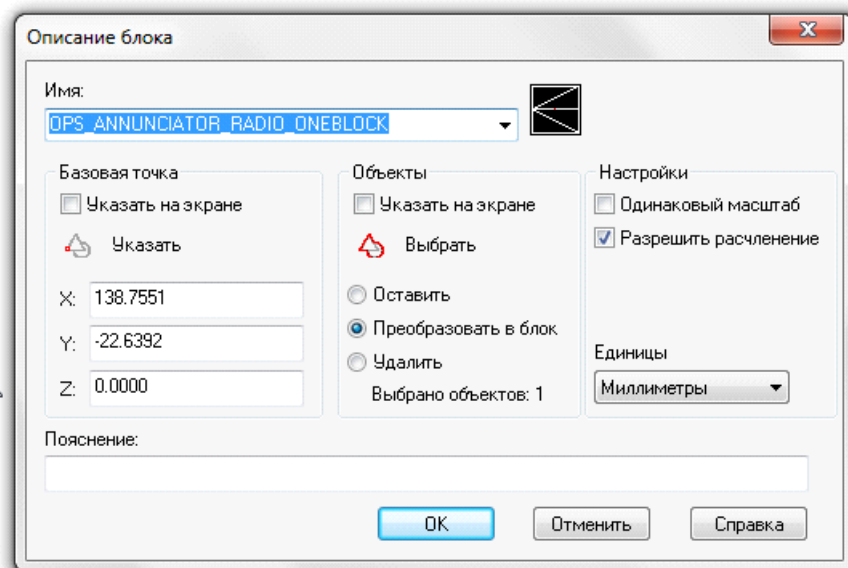 Описание блока
Имя:
OPS_ANNUNCIATOR_RADIO_ONEBLOCK
Базовая точка
Указать на экране
Указать
X: 138.7551
Y: -22.6392
Z: 0.0000
Объекты
Указать на экране
Выбрать
Оставить
Преобразовать в блок
Удалить
Выбрано объектов: 1
Настройки
Одинаковый масштаб
Разрешить расчленение
Единицы
Миллиметры
Пояснение:
OK Отменить Справка